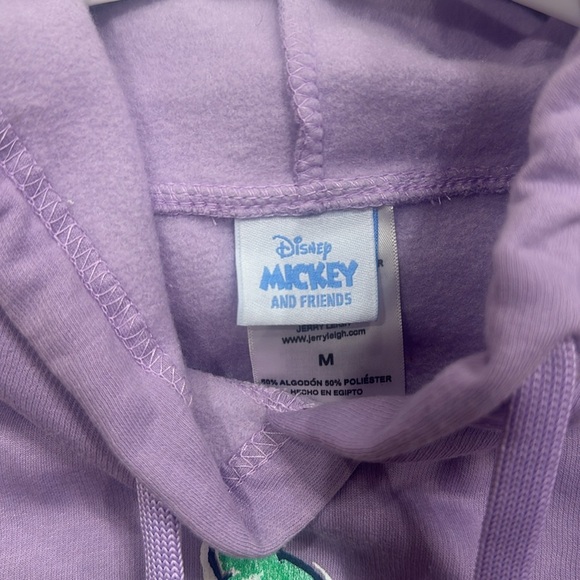 Disney
MICKEY
AND FRIENDS
R
JERRY LEIGH
www.jerryleigh.com
M
50% ALGODÓN 50% POLIÉSTER
HECHO EN EGIPTO